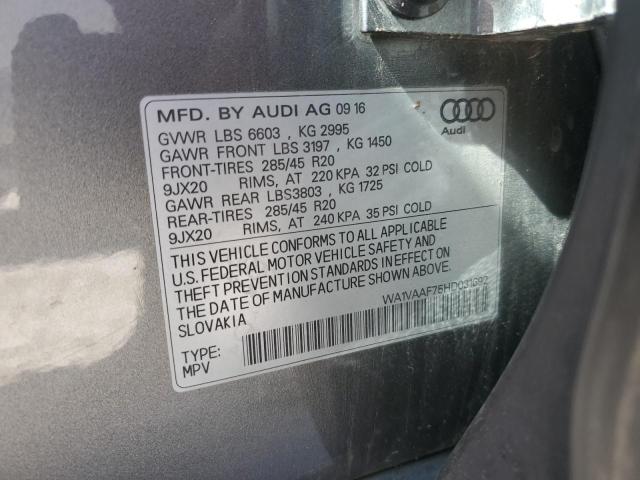 MFD. BY AUDI AG 09 16
GVWR LBS 6603 , KG 2995
GAWR FRONT LBS 3197 , KG 1450
FRONT-TIRES 285/45 R20
9JX20 RIMS, AT 220 KPA 32 PSI COLD
GAWR REAR LBS3803 , KG 1725
REAR-TIRES 285/45 R20
9JX20 RIMS, AT 240 KPA 35 PSI COLD
THIS VEHICLE CONFORMS TO ALL APPLICABLE
U.S. FEDERAL MOTOR VEHICLE SAFETY AND
THEFT PREVENTION STANDARDS IN EFFECT ON
THE DATE OF MANUFACTURE SHOWN ABOVE.
SLOVAKIA
WA1VAAF75HD031692
TYPE:
MPV
Audi